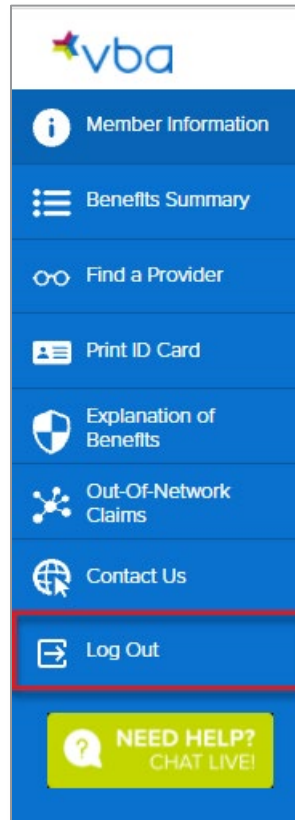 vba
Member Information
Benefits Summary
Find a Provider
Print ID Card
Explanation of
Benefits
Out-Of-Network
Claims
Contact Us
Log Out
NEED HELP?
CHAT LIVE!